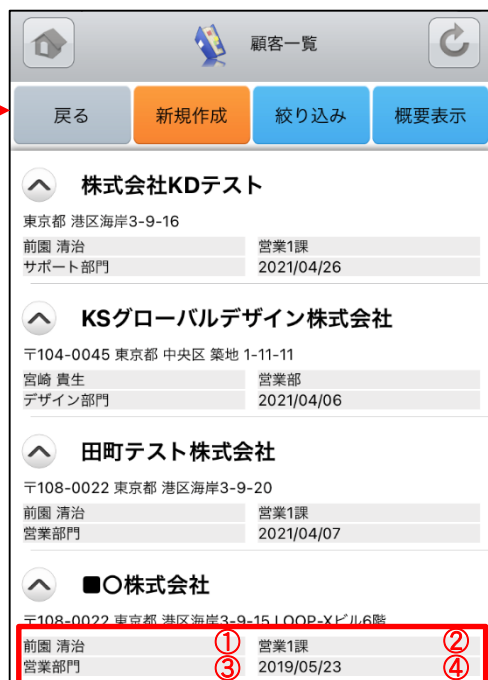 顧客一覧
戻る 新規作成 絞り込み 概要表示
株式会社KDテスト
東京都 港区海岸3-9-16
前園 清治 営業1課
サポート部門 2021/04/26
KSグローバルデザイン株式会社
〒104-0045 東京都 中央区 築地 1-11-11
宮崎 貴生 営業部
デザイン部門 2021/04/06
田町テスト株式会社
〒108-0022 東京都 港区海岸3-9-20
前園 清治 営業1課
営業部門 2021/04/07
■〇株式会社
〒108-0022 東京都 港区海岸3-9-15 LOOP-Xビル6階
前園 清治 ① 営業1課 ②
営業部門 ③ 2019/05/23 ④